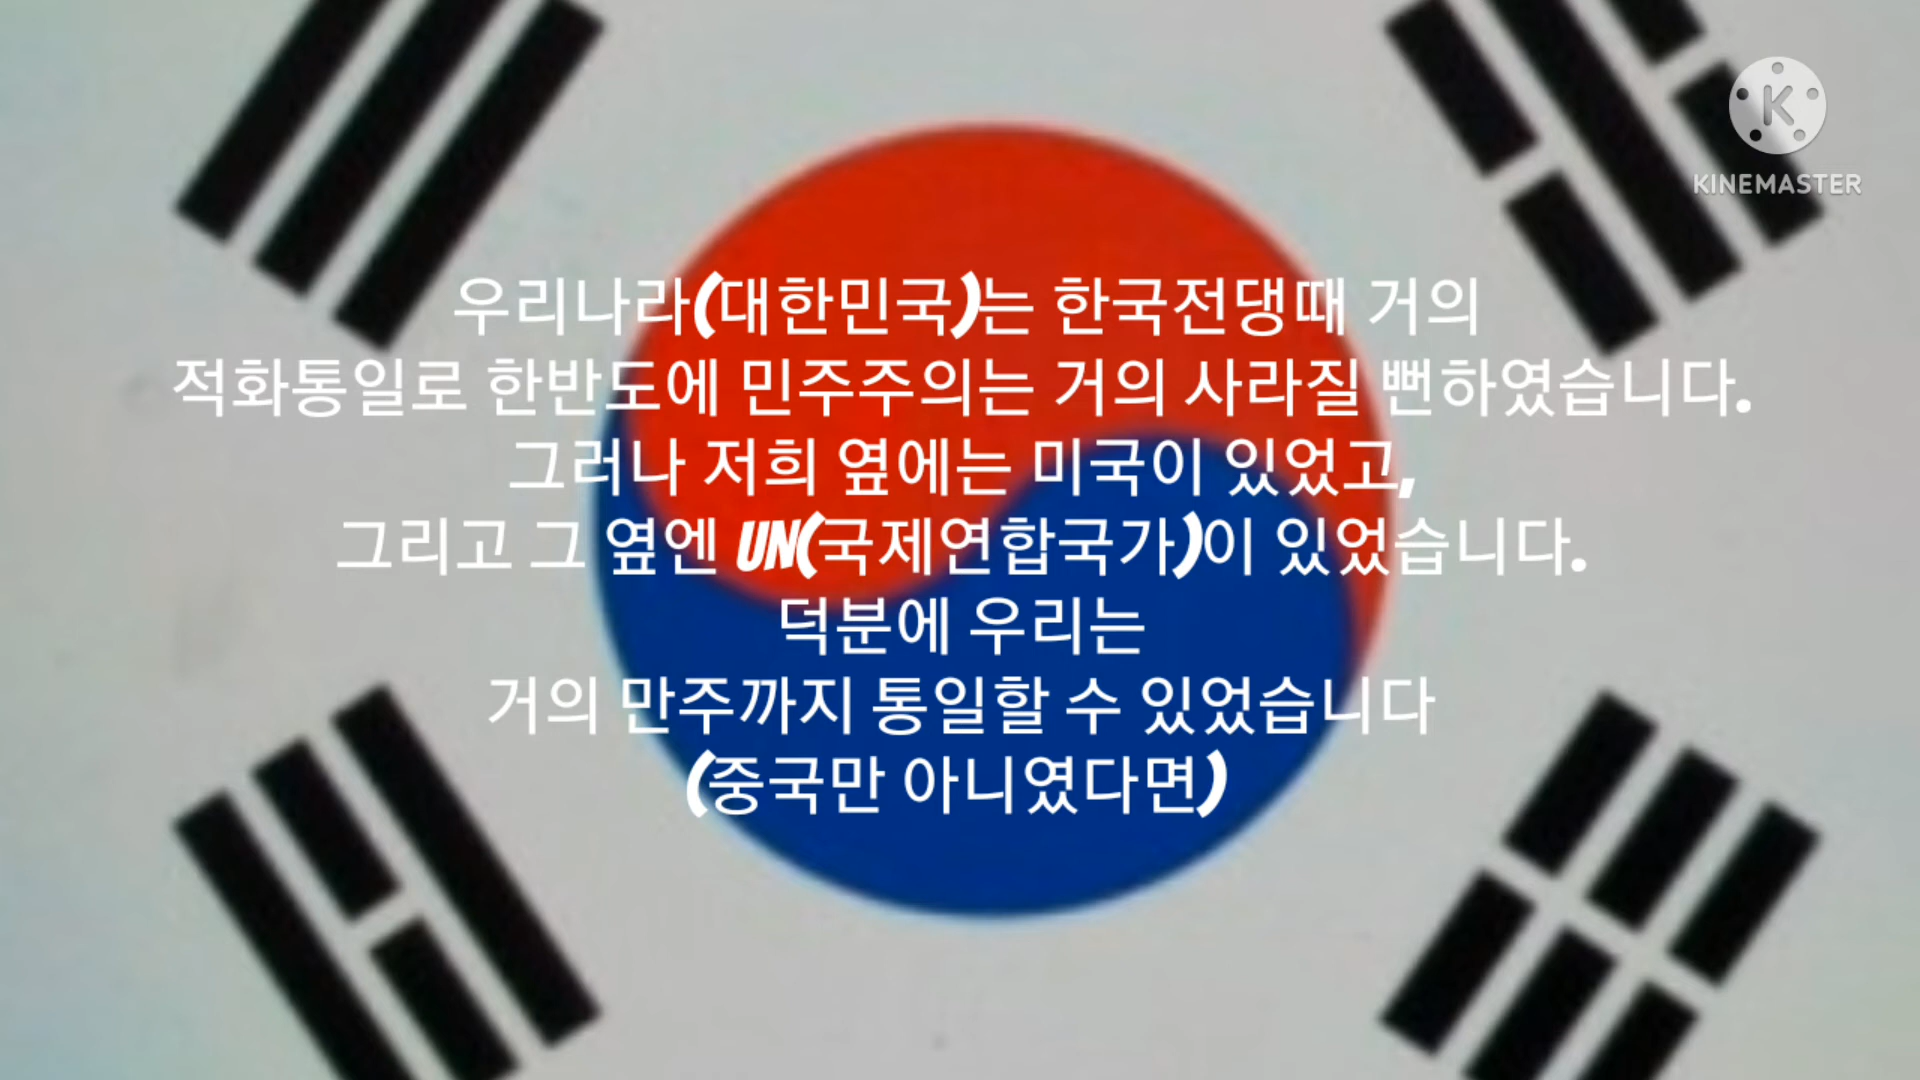 KINEMASTER
우리나라(대한민국)는 한국전댕때 거의
적화통일로 한반도에 민주주의는 거의 사라질 뻔하였습니다.
그러나 저희 옆에는 미국이 있었고,
그리고 그 옆엔 UN(국제연합국가)이 있었습니다.
덕분에 우리는
거의 만주까지 통일할 수 있었습니다
(중국만 아니였다면)